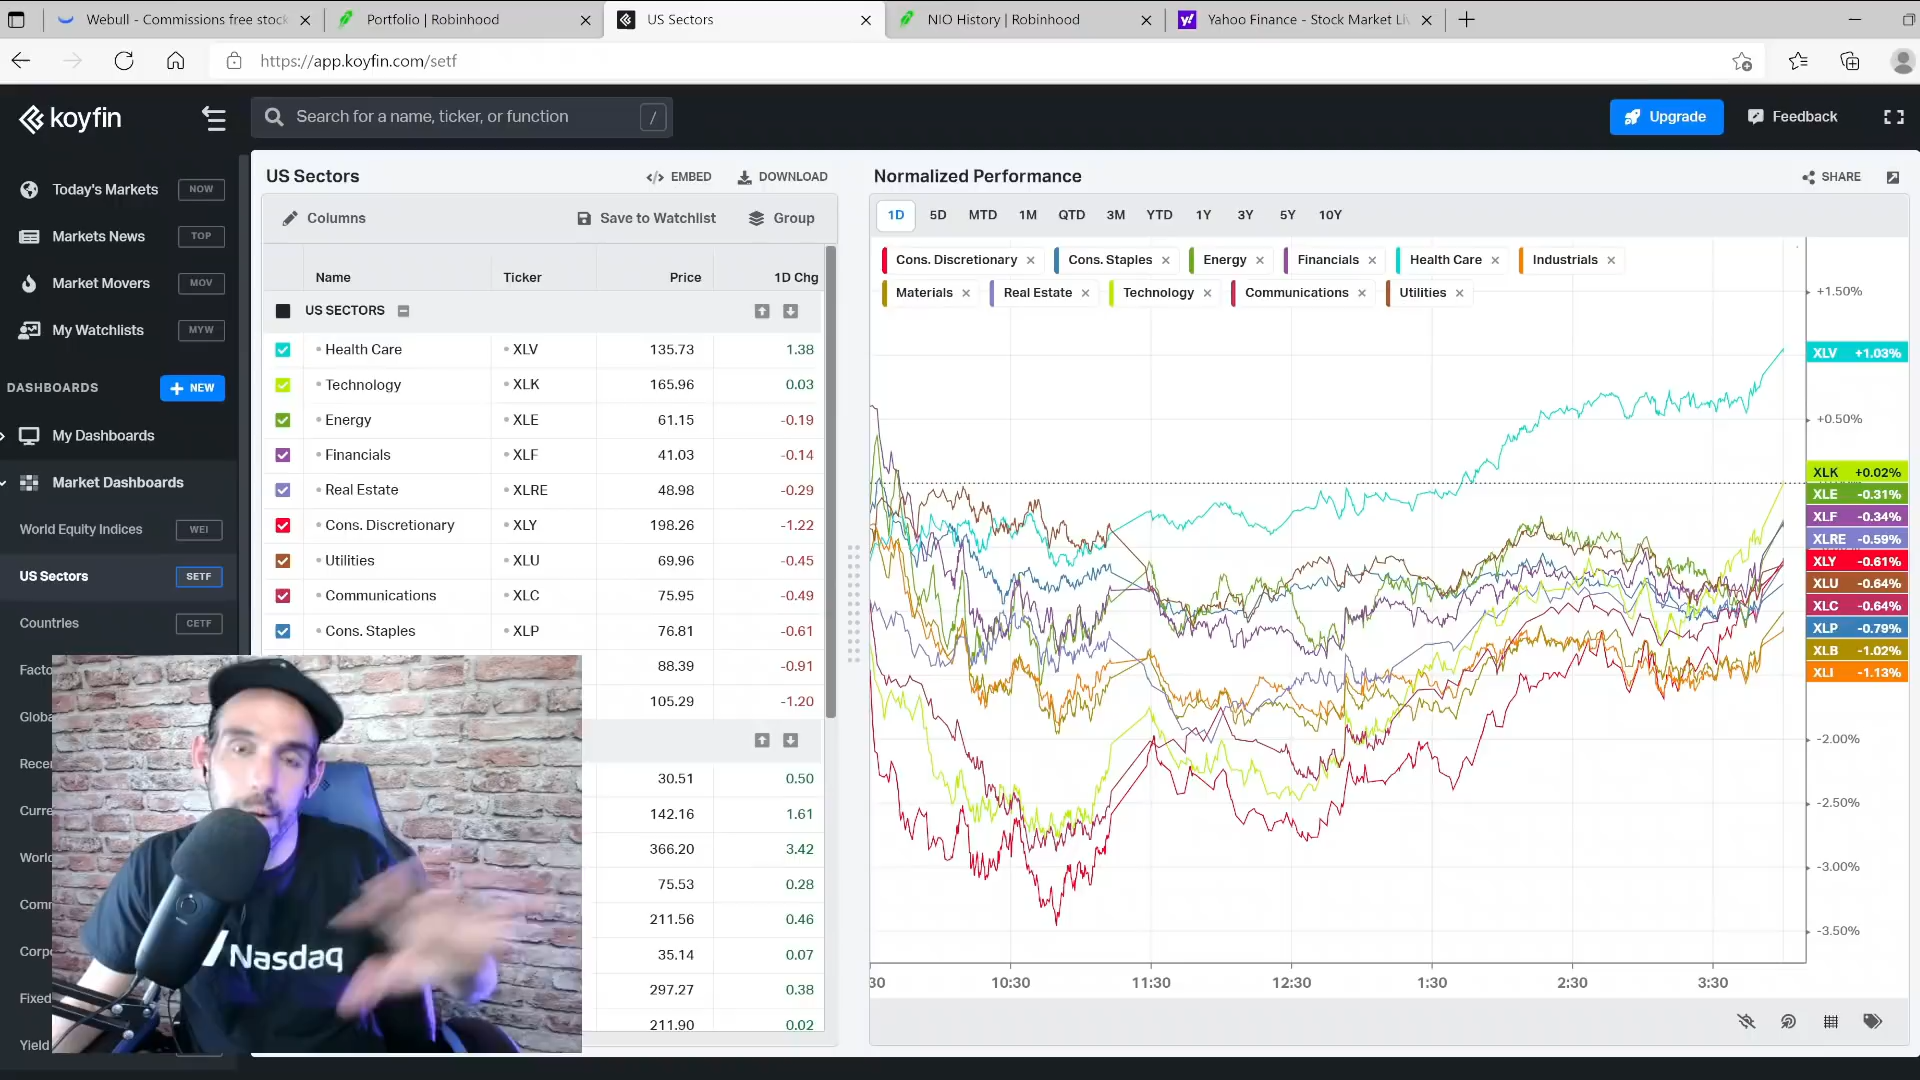 Webull - Commissions free stock
Portfolio | Robinhood
US Sectors
NIO History | Robinhood
Yahoo Finance - Stock Market Li
https://app.koyfin.com/setf
koyfin
Search for a name, ticker, or function
/
Upgrade
Feedback
Today's Markets NOW
Markets News TOP
Market Movers MOV
My Watchlists MYW
DASHBOARDS
NEW
My Dashboards
Market Dashboards
World Equity Indices WEI
US Sectors SETF
Countries CETF
Facto
Globa
Rece
Curre
World
Comm
Corpo
Fixed
Yield
US Sectors
EMBED
DOWNLOAD
Columns
Save to Watchlist
Group
Name Ticker Price 1D Chg
US SECTORS
Health Care XLV 135.73 1.38
Technology XLK 165.96 0.03
Energy XLE 61.15 -0.19
Financials XLF 41.03 -0.14
Real Estate XLRE 48.98 -0.29
Cons. Discretionary XLY 198.26 -1.22
Utilities XLU 69.96 -0.45
Communications XLC 75.95 -0.49
Cons. Staples XLP 76.81 -0.61
88.39 -0.91
105.29 -1.20
30.51 0.50
142.16 1.61
366.20 3.42
75.53 0.28
211.56 0.46
35.14 0.07
297.27 0.38
211.90 0.02
Nasdaq
Normalized Performance
SHARE
1D 5D MTD 1M QTD 3M YTD 1Y 3Y 5Y 10Y
Cons. Discretionary Cons. Staples Energy Financials Health Care Industrials
Materials Real Estate Technology Communications Utilities
+1.50%
XLV +1.03%
+0.50%
XLK +0.02%
XLE -0.31%
XLF -0.34%
XLRE -0.59%
XLY -0.61%
XLU -0.64%
XLC -0.64%
XLP -0.79%
XLB -1.02%
XLI -1.13%
-2.00%
-2.50%
-3.00%
-3.50%
:30 10:30 11:30 12:30 1:30 2:30 3:30